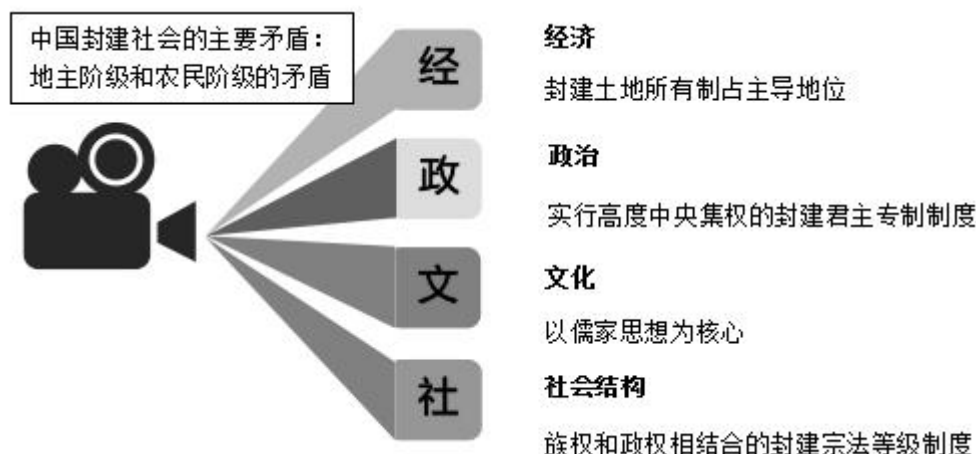 中国封建社会的主要矛盾：
地主阶级和农民阶级的矛盾
经
经济
封建土地所有制占主导地位
政
政治
实行高度中央集权的封建君主专制制度
文
文化
以儒家思想为核心
社
社会结构
族权和政权相结合的封建宗法等级制度